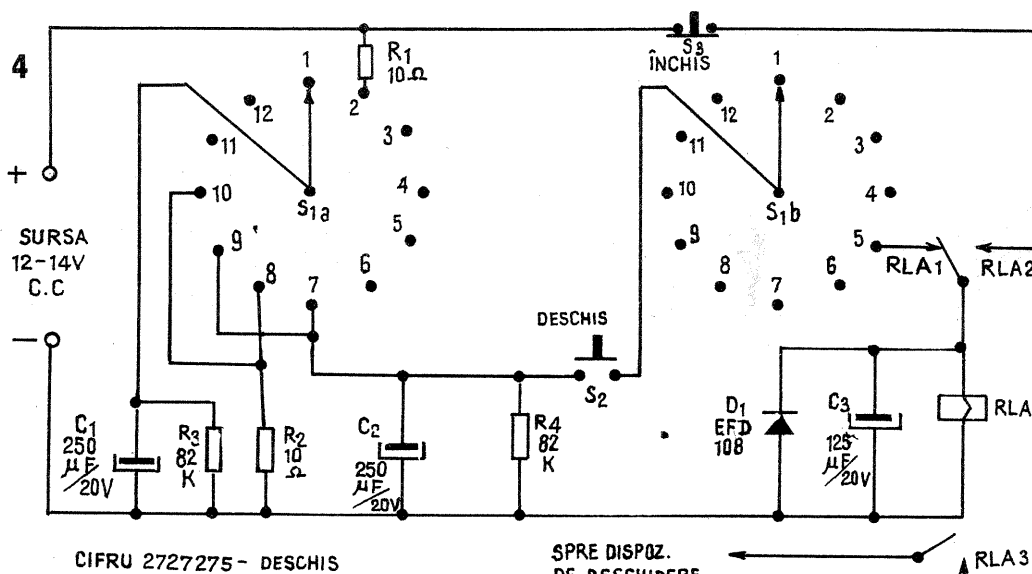 4
S3
ÎNCHIS
R1
10Ω
1
2
3
4
5
6
7
8
9
10
11
12
S1a
1
2
3
4
5
6
7
8
9
10
11
12
S1b
+
SURSA
12-14V
C.C
—
RLA1
RLA2
DESCHIS
S2
C1
250
µF/20V
R3
82
K
R2
10
Ω
C2
250
µF/20V
R4
82
K
D1
EFD
108
C3
125
µF/20V
RLA
CIFRU 2727275 - DESCHIS
SPRE DISPOZ.
DE DESCHIDERE
RLA3